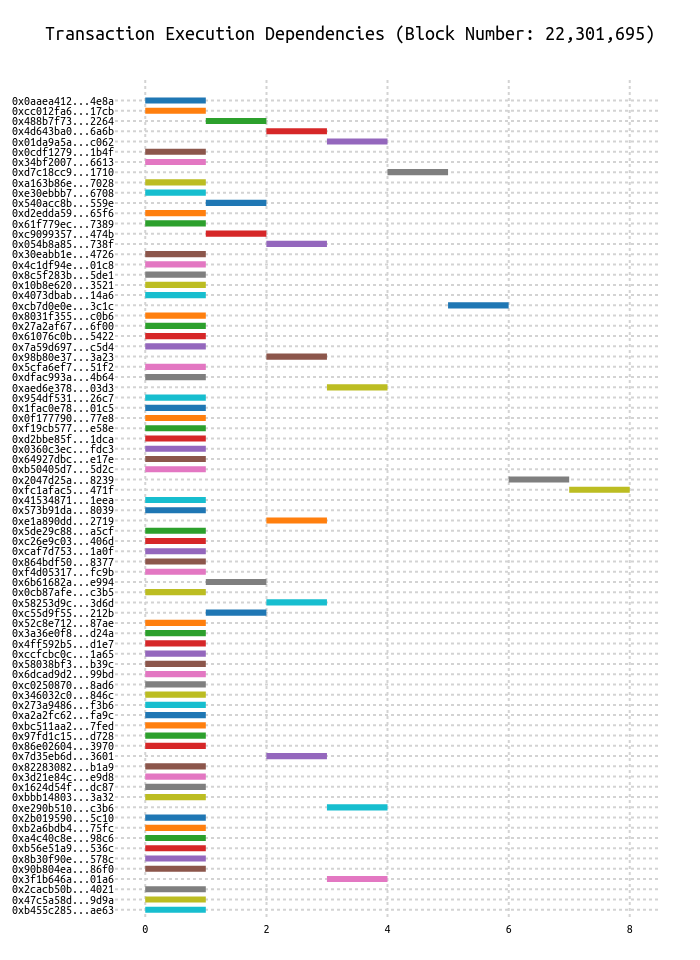 Transaction Execution Dependencies (Block Number: 22,301,695)
0x0aaea412...4e8a
0xcc012fa6...17cb
0x488b7f73...2264
0x4d643ba0...6a6b
0x01da9a5a...c062
0x0cdf1279...1b4f
0x34bf2007...6613
0xd7c18cc9...1710
0xa163b86e...7028
0xe30ebbb7...6708
0x540acc8b...559e
0xd2edda59...65f6
0x61f779ec...7389
0xc9099357...474b
0x054b8a85...738f
0x30eabb1e...4726
0x4c1df94e...01c8
0x8c5f283b...5de1
0x10b8e620...3521
0x4073dbab...14a6
0xcb7d0e0e...3c1c
0x8031f355...c0b6
0x27a2af67...6f00
0x61076c0b...5422
0x7a59d697...c5d4
0x98b80e37...3a23
0x5cfa6ef7...51f2
0xdfac993a...4b64
0xaed6e378...03d3
0x954df531...26c7
0x1fac0e78...01c5
0x0f177790...77e8
0xf19cb577...e58e
0xd2bbe85f...1dca
0x0360c3ec...fdc3
0x64927dbc...e17e
0xb50405d7...5d2c
0x2047d25a...8239
0xfc1afac5...471f
0x41534871...1eea
0x573b91da...8039
0xe1a890dd...2719
0x5de29c88...a5cf
0xc26e9c03...406d
0xcaf7d753...1a0f
0x864bdf50...8377
0xf4d05317...fc9b
0x6b61682a...e994
0x0cb87afe...c3b5
0x58253d9c...3d6d
0xc55d9f55...212b
0x52c8e712...87ae
0x3a36e0f8...d24a
0x4ff592b5...d1e7
0xccfcbc0c...1a65
0x58038bf3...b39c
0x6dcad9d2...99bd
0xc0250870...8ad6
0x346032c0...846c
0x273a9486...f3b6
0xa2a2fc62...fa9c
0xbc511aa2...7fed
0x97fd1c15...d728
0x86e02604...3970
0x7d35eb6d...3601
0x82283082...b1a9
0x3d21e84c...e9d8
0x1624d54f...dc87
0xbbb14803...3a32
0xe290b510...c3b6
0x2b019590...5c10
0xb2a6bdb4...75fc
0xa4c40c8e...98c6
0xb56e51a9...536c
0x8b30f90e...578c
0x90b804ea...86f0
0x3f1b646a...01a6
0x2cacb50b...4021
0x47c5a58d...9d9a
0xb455c285...ae63
0 2 4 6 8